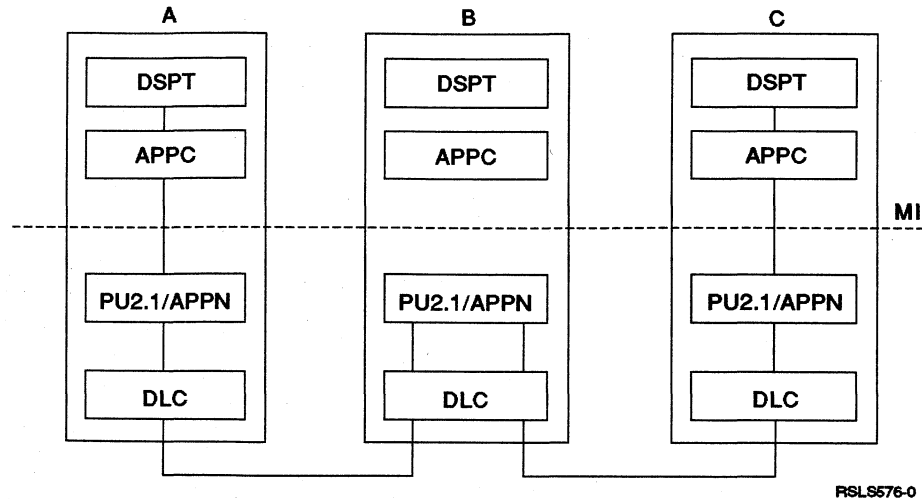 A B C
DSPT DSPT DSPT
APPC APPC APPC
MI
PU2.1/APPN PU2.1/APPN PU2.1/APPN
DLC DLC DLC
RSLS576-0